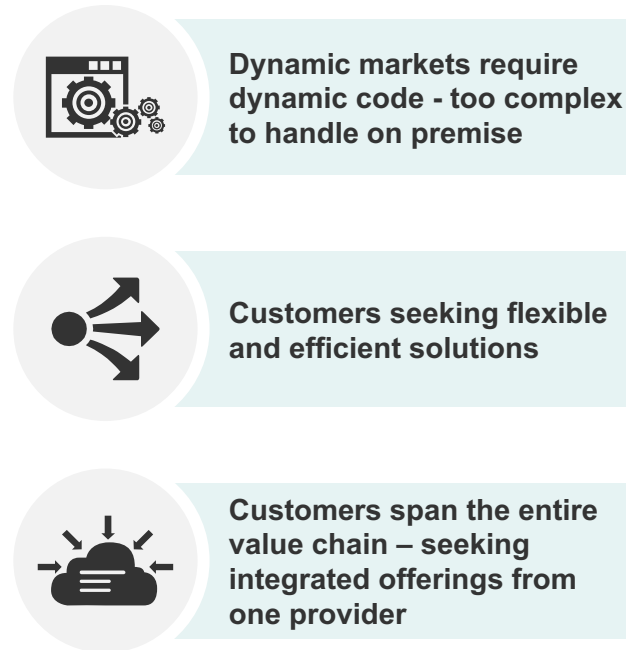 Dynamic markets require
dynamic code - too complex
to handle on premise
Customers seeking flexible
and efficient solutions
Customers span the entire
value chain – seeking
integrated offerings from
one provider